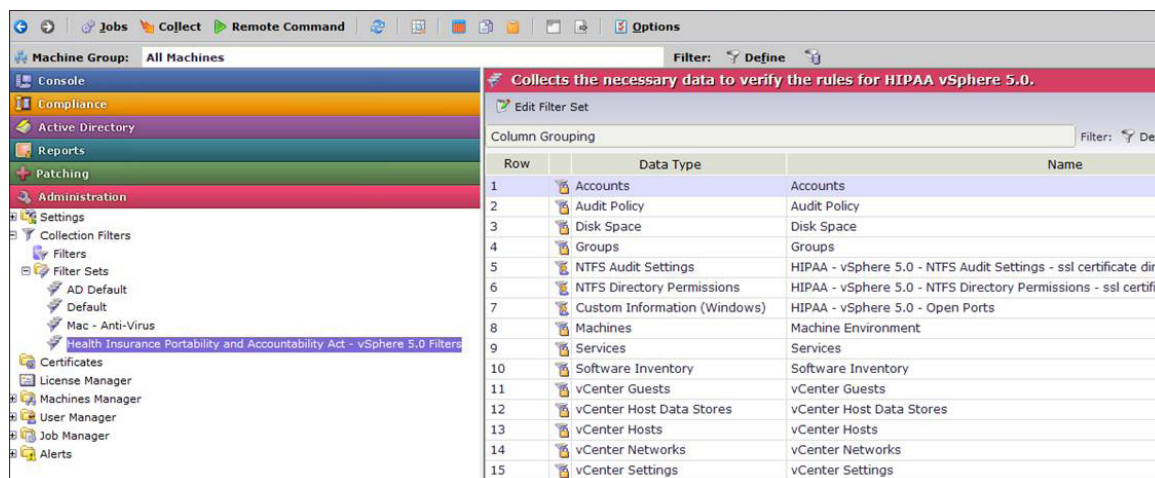 Jobs Collect Remote Command Options
Machine Group: All Machines Filter: Define
Console
Compliance
Active Directory
Reports
Patching
Administration
Settings
Collection Filters
Filters
Filter Sets
AD Default
Default
Mac - Anti-Virus
Health Insurance Portability and Accountability Act - vSphere 5.0 Filters
Certificates
License Manager
Machines Manager
User Manager
Job Manager
Alerts
Collects the necessary data to verify the rules for HIPAA vSphere 5.0.
Edit Filter Set
Column Grouping Filter: De
Row Data Type Name
1 Accounts Accounts
2 Audit Policy Audit Policy
3 Disk Space Disk Space
4 Groups Groups
5 NTFS Audit Settings HIPAA - vSphere 5.0 - NTFS Audit Settings - ssl certificate dir
6 NTFS Directory Permissions HIPAA - vSphere 5.0 - NTFS Directory Permissions - ssl certifi
7 Custom Information (Windows) HIPAA - vSphere 5.0 - Open Ports
8 Machines Machine Environment
9 Services Services
10 Software Inventory Software Inventory
11 vCenter Guests vCenter Guests
12 vCenter Host Data Stores vCenter Host Data Stores
13 vCenter Hosts vCenter Hosts
14 vCenter Networks vCenter Networks
15 vCenter Settings vCenter Settings